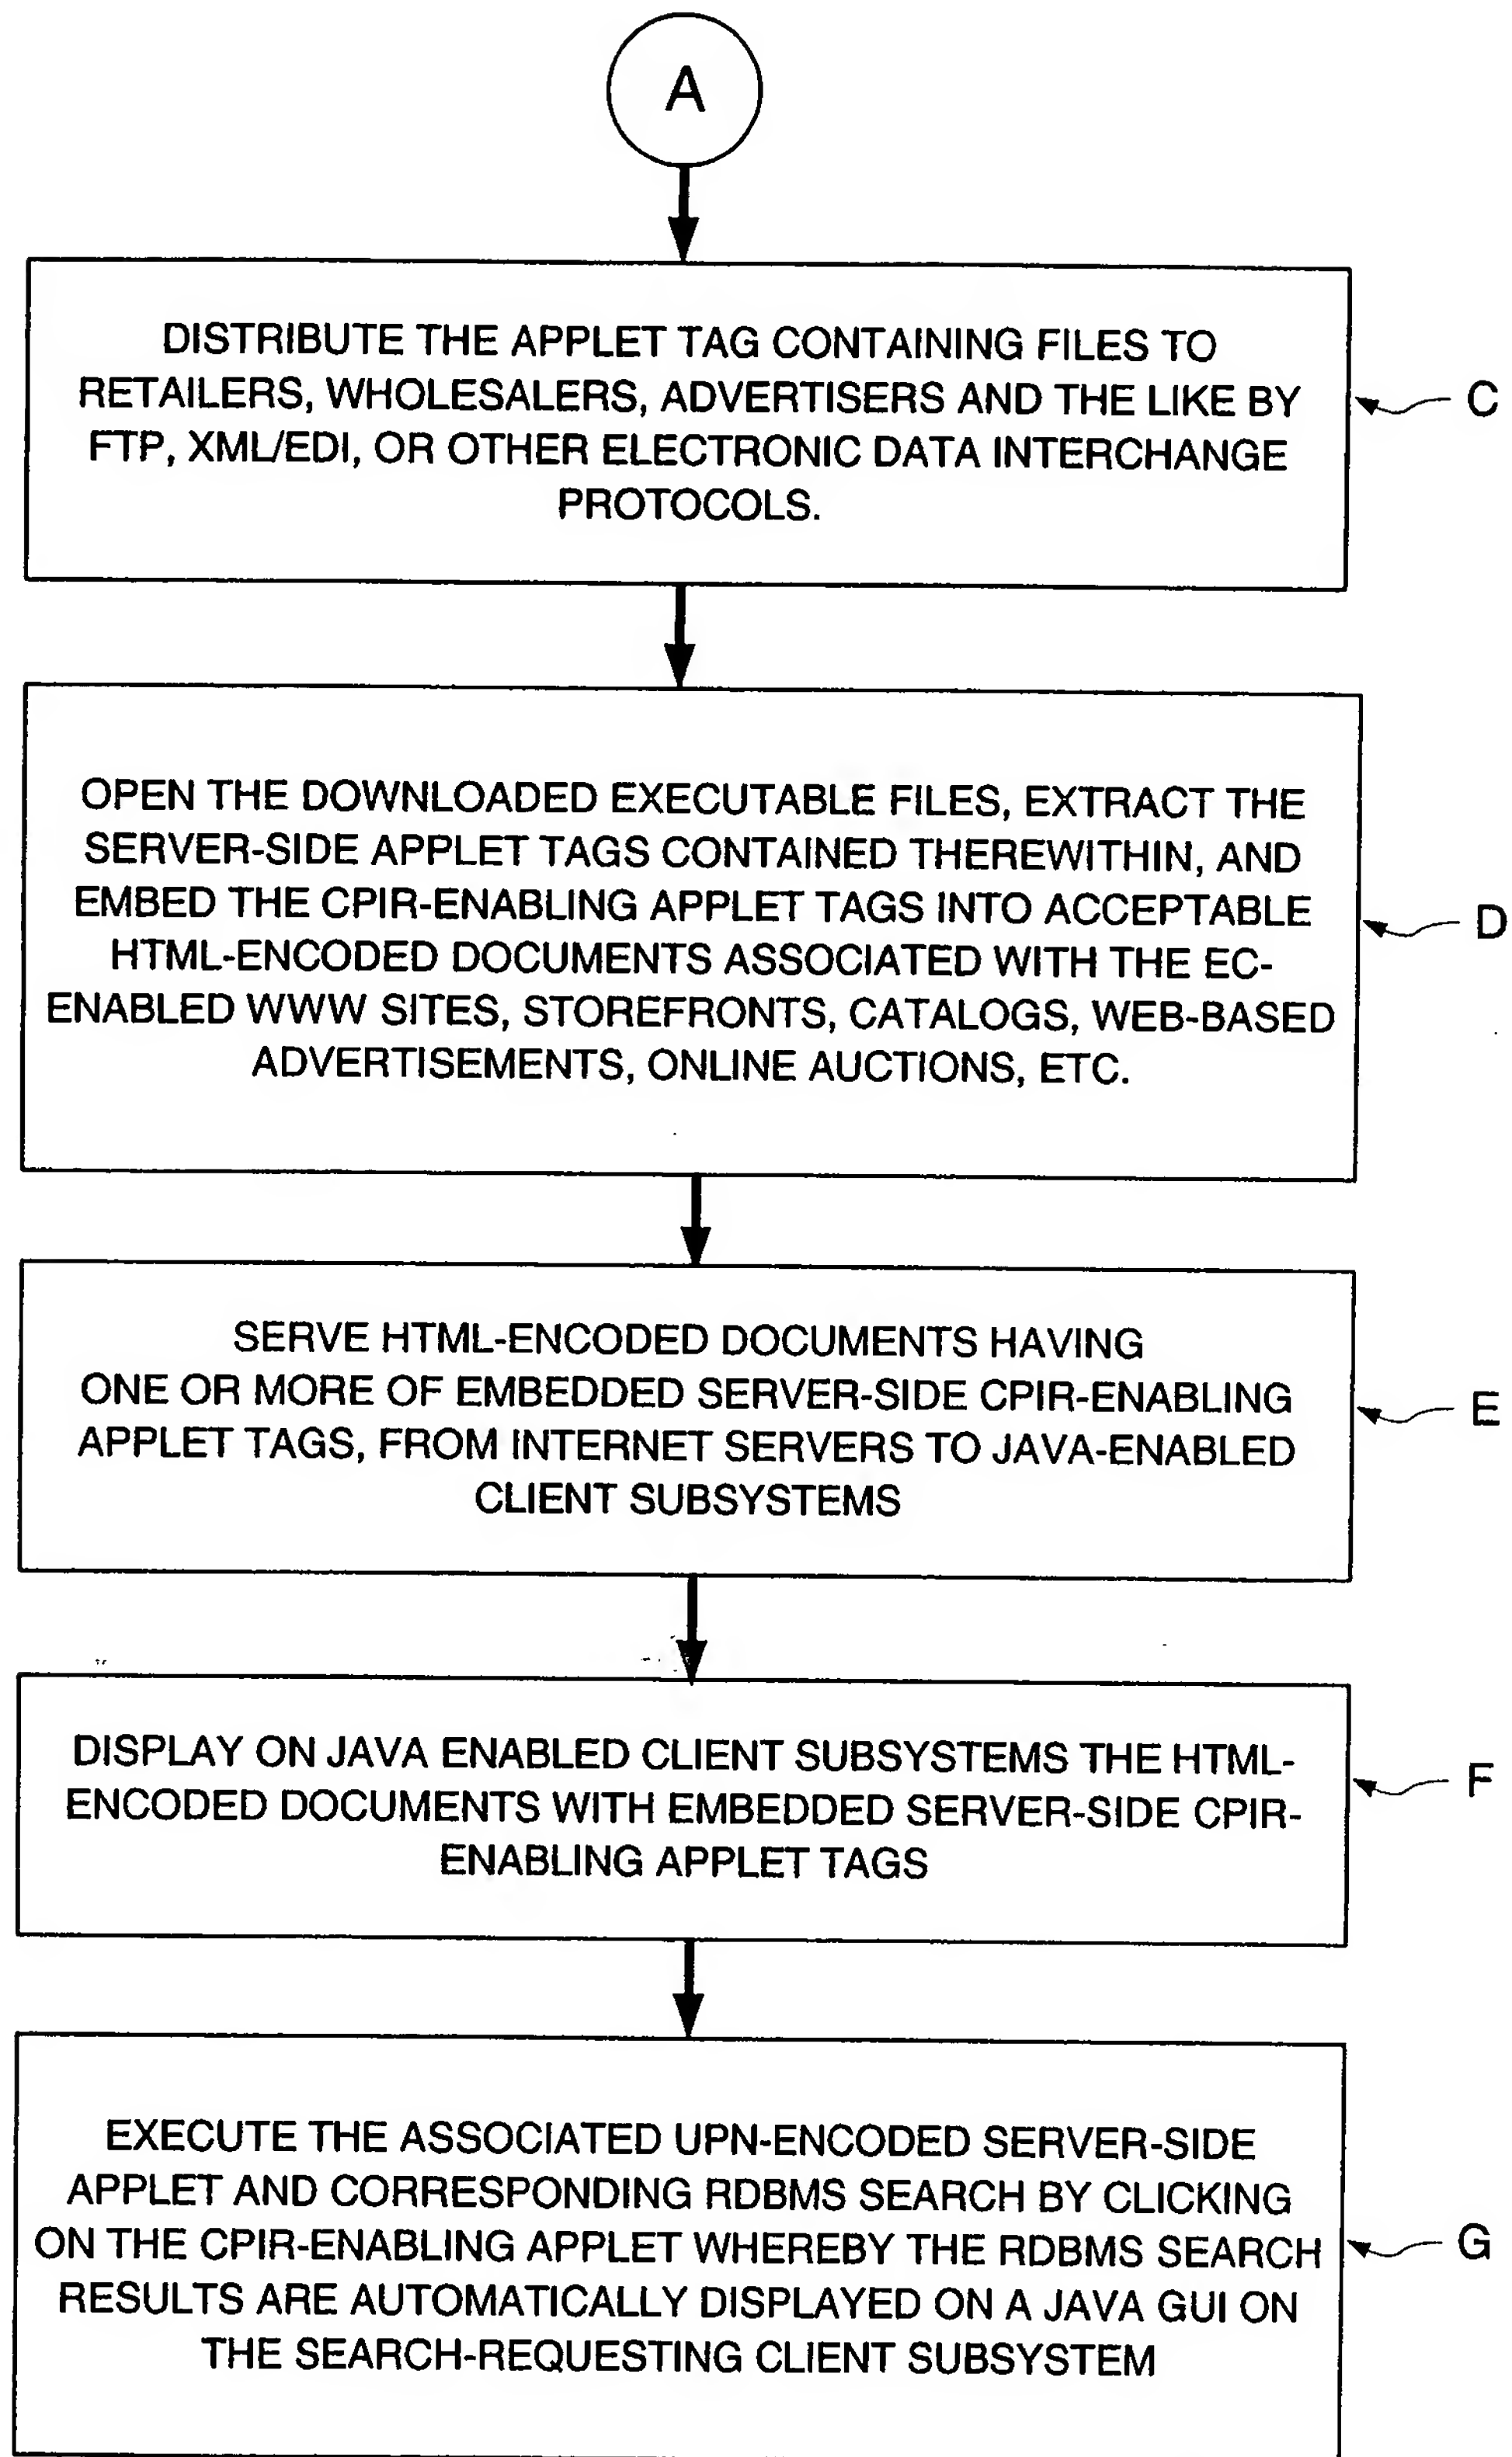 A
DISTRIBUTE THE APPLET TAG CONTAINING FILES TO
RETAILERS, WHOLESALERS, ADVERTISERS AND THE LIKE BY
FTP, XML/EDI, OR OTHER ELECTRONIC DATA INTERCHANGE
PROTOCOLS.
C
OPEN THE DOWNLOADED EXECUTABLE FILES, EXTRACT THE
SERVER-SIDE APPLET TAGS CONTAINED THEREWITHIN, AND
EMBED THE CPIR-ENABLING APPLET TAGS INTO ACCEPTABLE
HTML-ENCODED DOCUMENTS ASSOCIATED WITH THE EC-
ENABLED WWW SITES, STOREFRONTS, CATALOGS, WEB-BASED
ADVERTISEMENTS, ONLINE AUCTIONS, ETC.
D
SERVE HTML-ENCODED DOCUMENTS HAVING
ONE OR MORE OF EMBEDDED SERVER-SIDE CPIR-ENABLING
APPLET TAGS, FROM INTERNET SERVERS TO JAVA-ENABLED
CLIENT SUBSYSTEMS
E
DISPLAY ON JAVA ENABLED CLIENT SUBSYSTEMS THE HTML-
ENCODED DOCUMENTS WITH EMBEDDED SERVER-SIDE CPIR-
ENABLING APPLET TAGS
F
EXECUTE THE ASSOCIATED UPN-ENCODED SERVER-SIDE
APPLET AND CORRESPONDING RDBMS SEARCH BY CLICKING
ON THE CPIR-ENABLING APPLET WHEREBY THE RDBMS SEARCH
RESULTS ARE AUTOMATICALLY DISPLAYED ON A JAVA GUI ON
THE SEARCH-REQUESTING CLIENT SUBSYSTEM
G